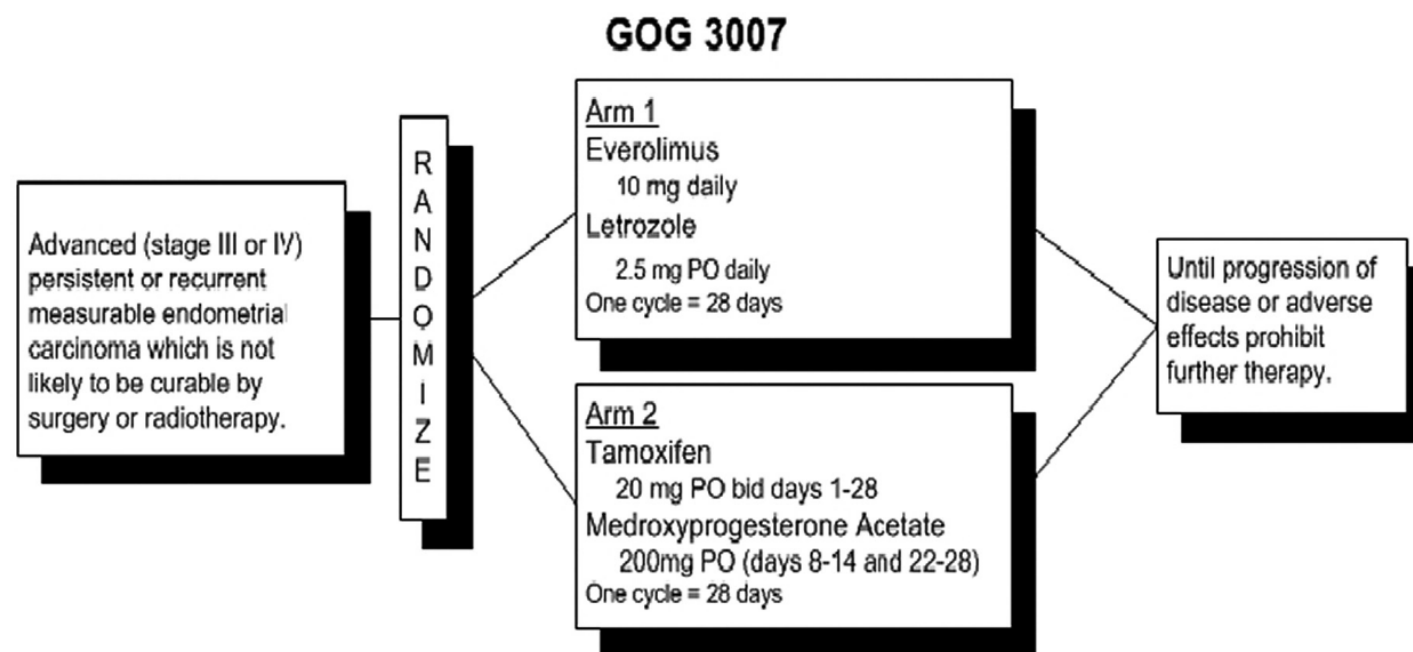 GOG 3007
Advanced (stage III or IV)
persistent or recurrent
measurable endometrial
carcinoma which is not
likely to be curable by
surgery or radiotherapy.
RANDOMIZE
Arm 1
Everolimus
10 mg daily
Letrozole
2.5 mg PO daily
One cycle = 28 days
Arm 2
Tamoxifen
20 mg PO bid days 1-28
Medroxyprogesterone Acetate
200mg PO (days 8-14 and 22-28)
One cycle = 28 days
Until progression of
disease or adverse
effects prohibit
further therapy.